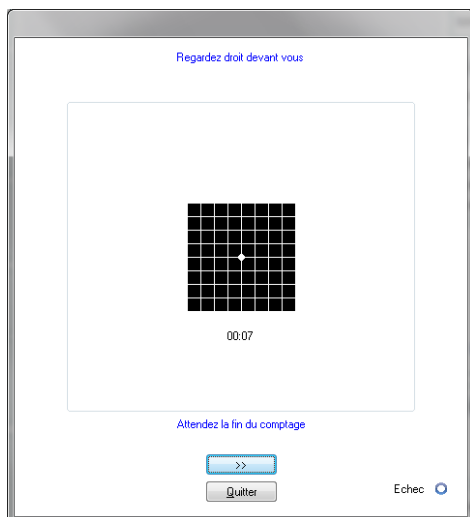 Regardez droit devant vous
00:07
Attendez la fin du comptage
>>
Quitter
Echec